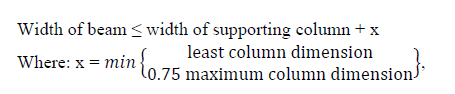 Width of beam ≤ width of supporting column + x
Where: x = min { least column dimension
0.75 maximum column dimension },